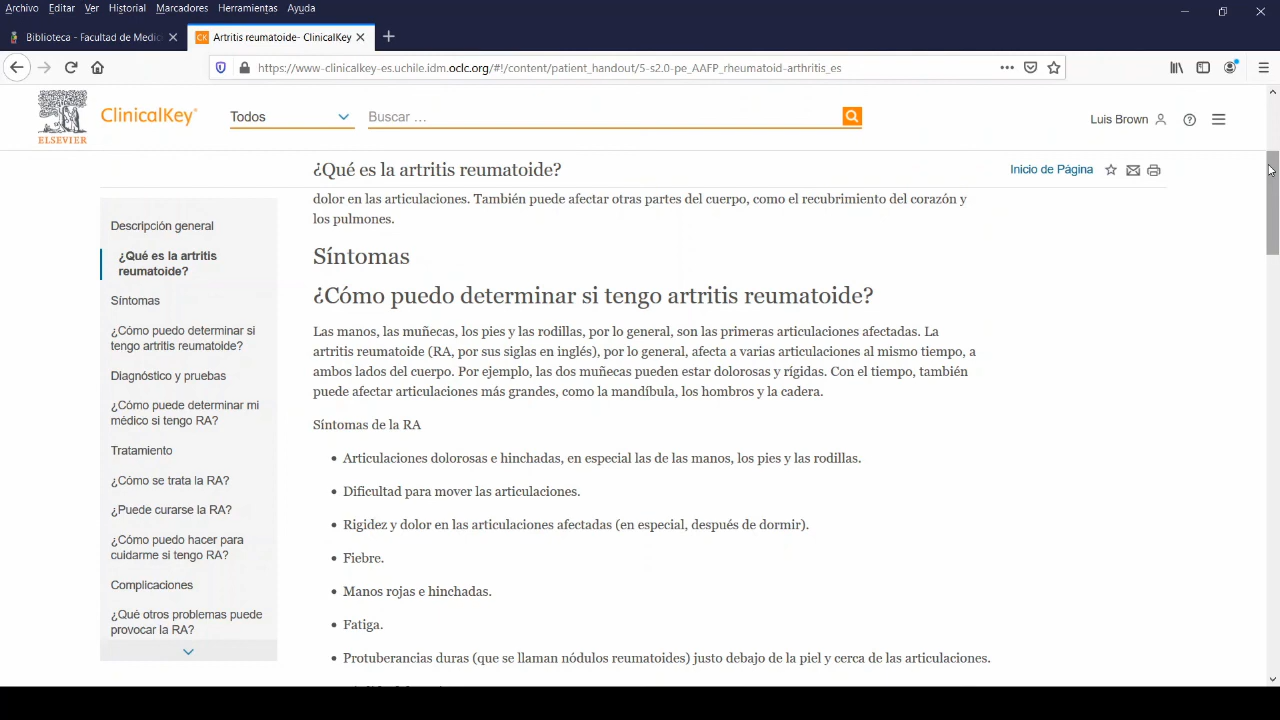 Archivo Editar Ver Historial Marcadores Herramientas Ayuda
Biblioteca - Facultad de Medic
Artritis reumatoide- ClinicalKey
https://www-clinicalkey-es.uchile.idm.oclc.org/#!/content/patient_handout/5-s2.0-pe_AAFP_rheumatoid-arthritis_es
ELSEVIER
ClinicalKey®
Todos
Buscar ...
Luis Brown
¿Qué es la artritis reumatoide?
Inicio de Página
Descripción general
¿Qué es la artritis
reumatoide?
Síntomas
¿Cómo puedo determinar si
tengo artritis reumatoide?
Diagnóstico y pruebas
¿Cómo puede determinar mi
médico si tengo RA?
Tratamiento
¿Cómo se trata la RA?
¿Puede curarse la RA?
¿Cómo puedo hacer para
cuidarme si tengo RA?
Complicaciones
¿Qué otros problemas puede
provocar la RA?
dolor en las articulaciones. También puede afectar otras partes del cuerpo, como el recubrimiento del corazón y
los pulmones.
Síntomas
¿Cómo puedo determinar si tengo artritis reumatoide?
Las manos, las muñecas, los pies y las rodillas, por lo general, son las primeras articulaciones afectadas. La
artritis reumatoide (RA, por sus siglas en inglés), por lo general, afecta a varias articulaciones al mismo tiempo, a
ambos lados del cuerpo. Por ejemplo, las dos muñecas pueden estar dolorosas y rígidas. Con el tiempo, también
puede afectar articulaciones más grandes, como la mandíbula, los hombros y la cadera.
Síntomas de la RA
• Articulaciones dolorosas e hinchadas, en especial las de las manos, los pies y las rodillas.
• Dificultad para mover las articulaciones.
• Rigidez y dolor en las articulaciones afectadas (en especial, después de dormir).
• Fiebre.
• Manos rojas e hinchadas.
• Fatiga.
• Protuberancias duras (que se llaman nódulos reumatoides) justo debajo de la piel y cerca de las articulaciones.